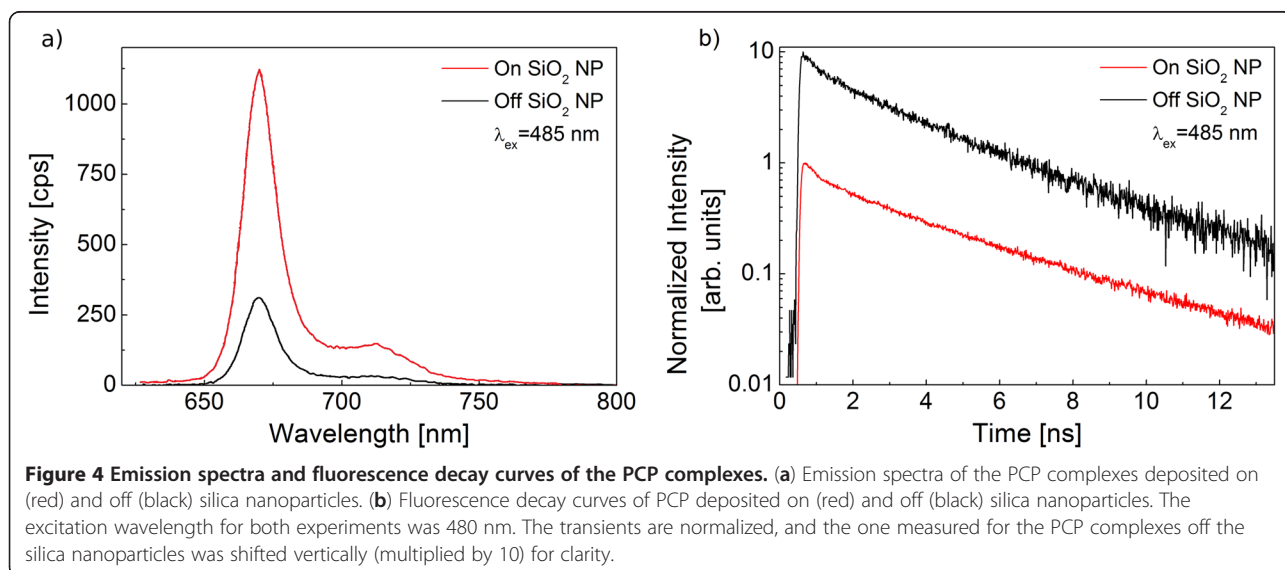 a)
On SiO₂ NP
Off SiO₂ NP
λex=485 nm
1000
750
500
250
0
Intensity [cps]
650
700
750
800
Wavelength [nm]
b)
On SiO₂ NP
Off SiO₂ NP
λex=485 nm
10
1
0.1
0.01
Normalized Intensity
[arb. units]
2
4
6
8
10
12
Time [ns]
Figure 4 Emission spectra and fluorescence decay curves of the PCP complexes. (a) Emission spectra of the PCP complexes deposited on
(red) and off (black) silica nanoparticles. (b) Fluorescence decay curves of PCP deposited on (red) and off (black) silica nanoparticles. The
excitation wavelength for both experiments was 480 nm. The transients are normalized, and the one measured for the PCP complexes off the
silica nanoparticles was shifted vertically (multiplied by 10) for clarity.